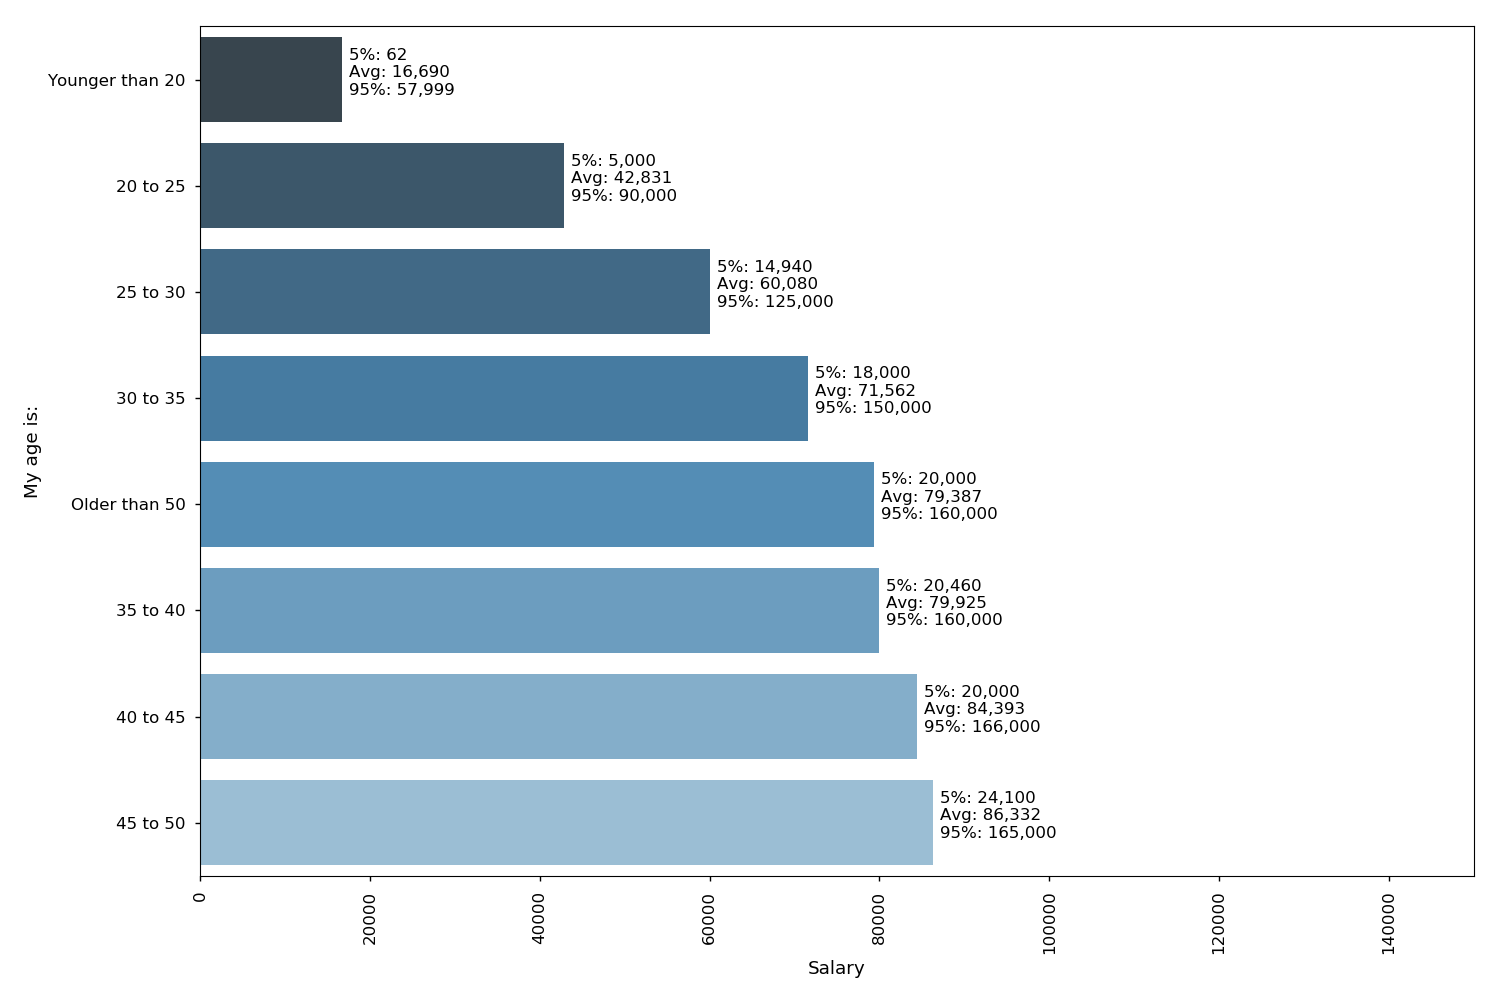 Younger than 20
5%: 62
Avg: 16,690
95%: 57,999
20 to 25
5%: 5,000
Avg: 42,831
95%: 90,000
25 to 30
5%: 14,940
Avg: 60,080
95%: 125,000
30 to 35
5%: 18,000
Avg: 71,562
95%: 150,000
My age is:
Older than 50
5%: 20,000
Avg: 79,387
95%: 160,000
35 to 40
5%: 20,460
Avg: 79,925
95%: 160,000
40 to 45
5%: 20,000
Avg: 84,393
95%: 166,000
45 to 50
5%: 24,100
Avg: 86,332
95%: 165,000
0
20000
40000
60000
80000
100000
120000
140000
Salary